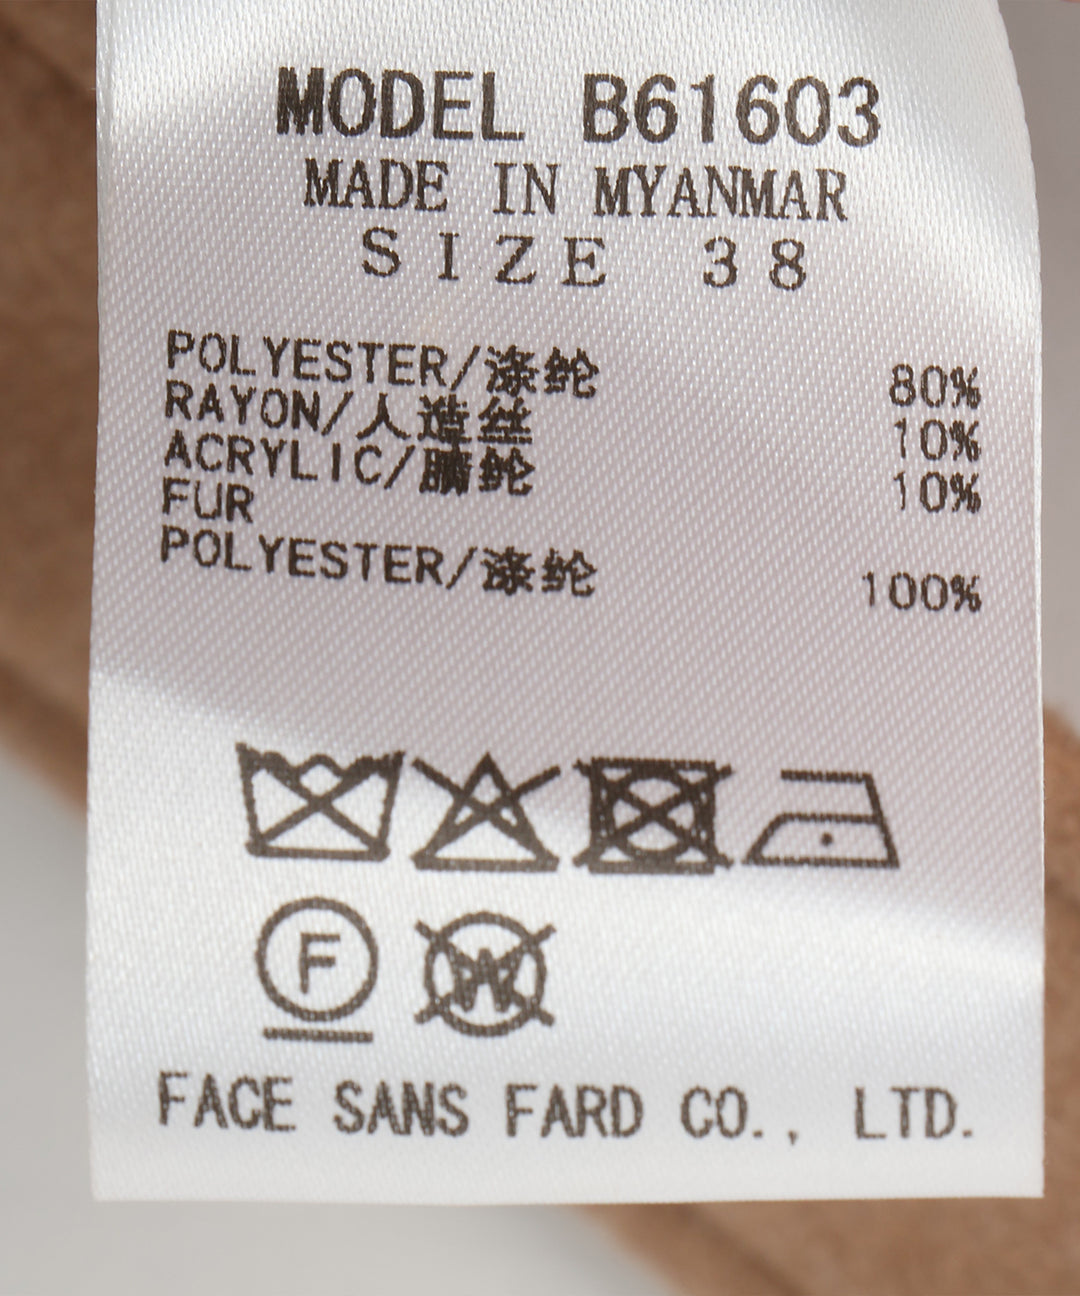 MODEL B61603
MADE IN MYANMAR
SIZE 38
POLYESTER/涤纶 80%
RAYON/人造丝 10%
ACRYLIC/腈纶 10%
FUR
POLYESTER/涤纶 100%
F W
FACE SANS FARD CO., LTD.